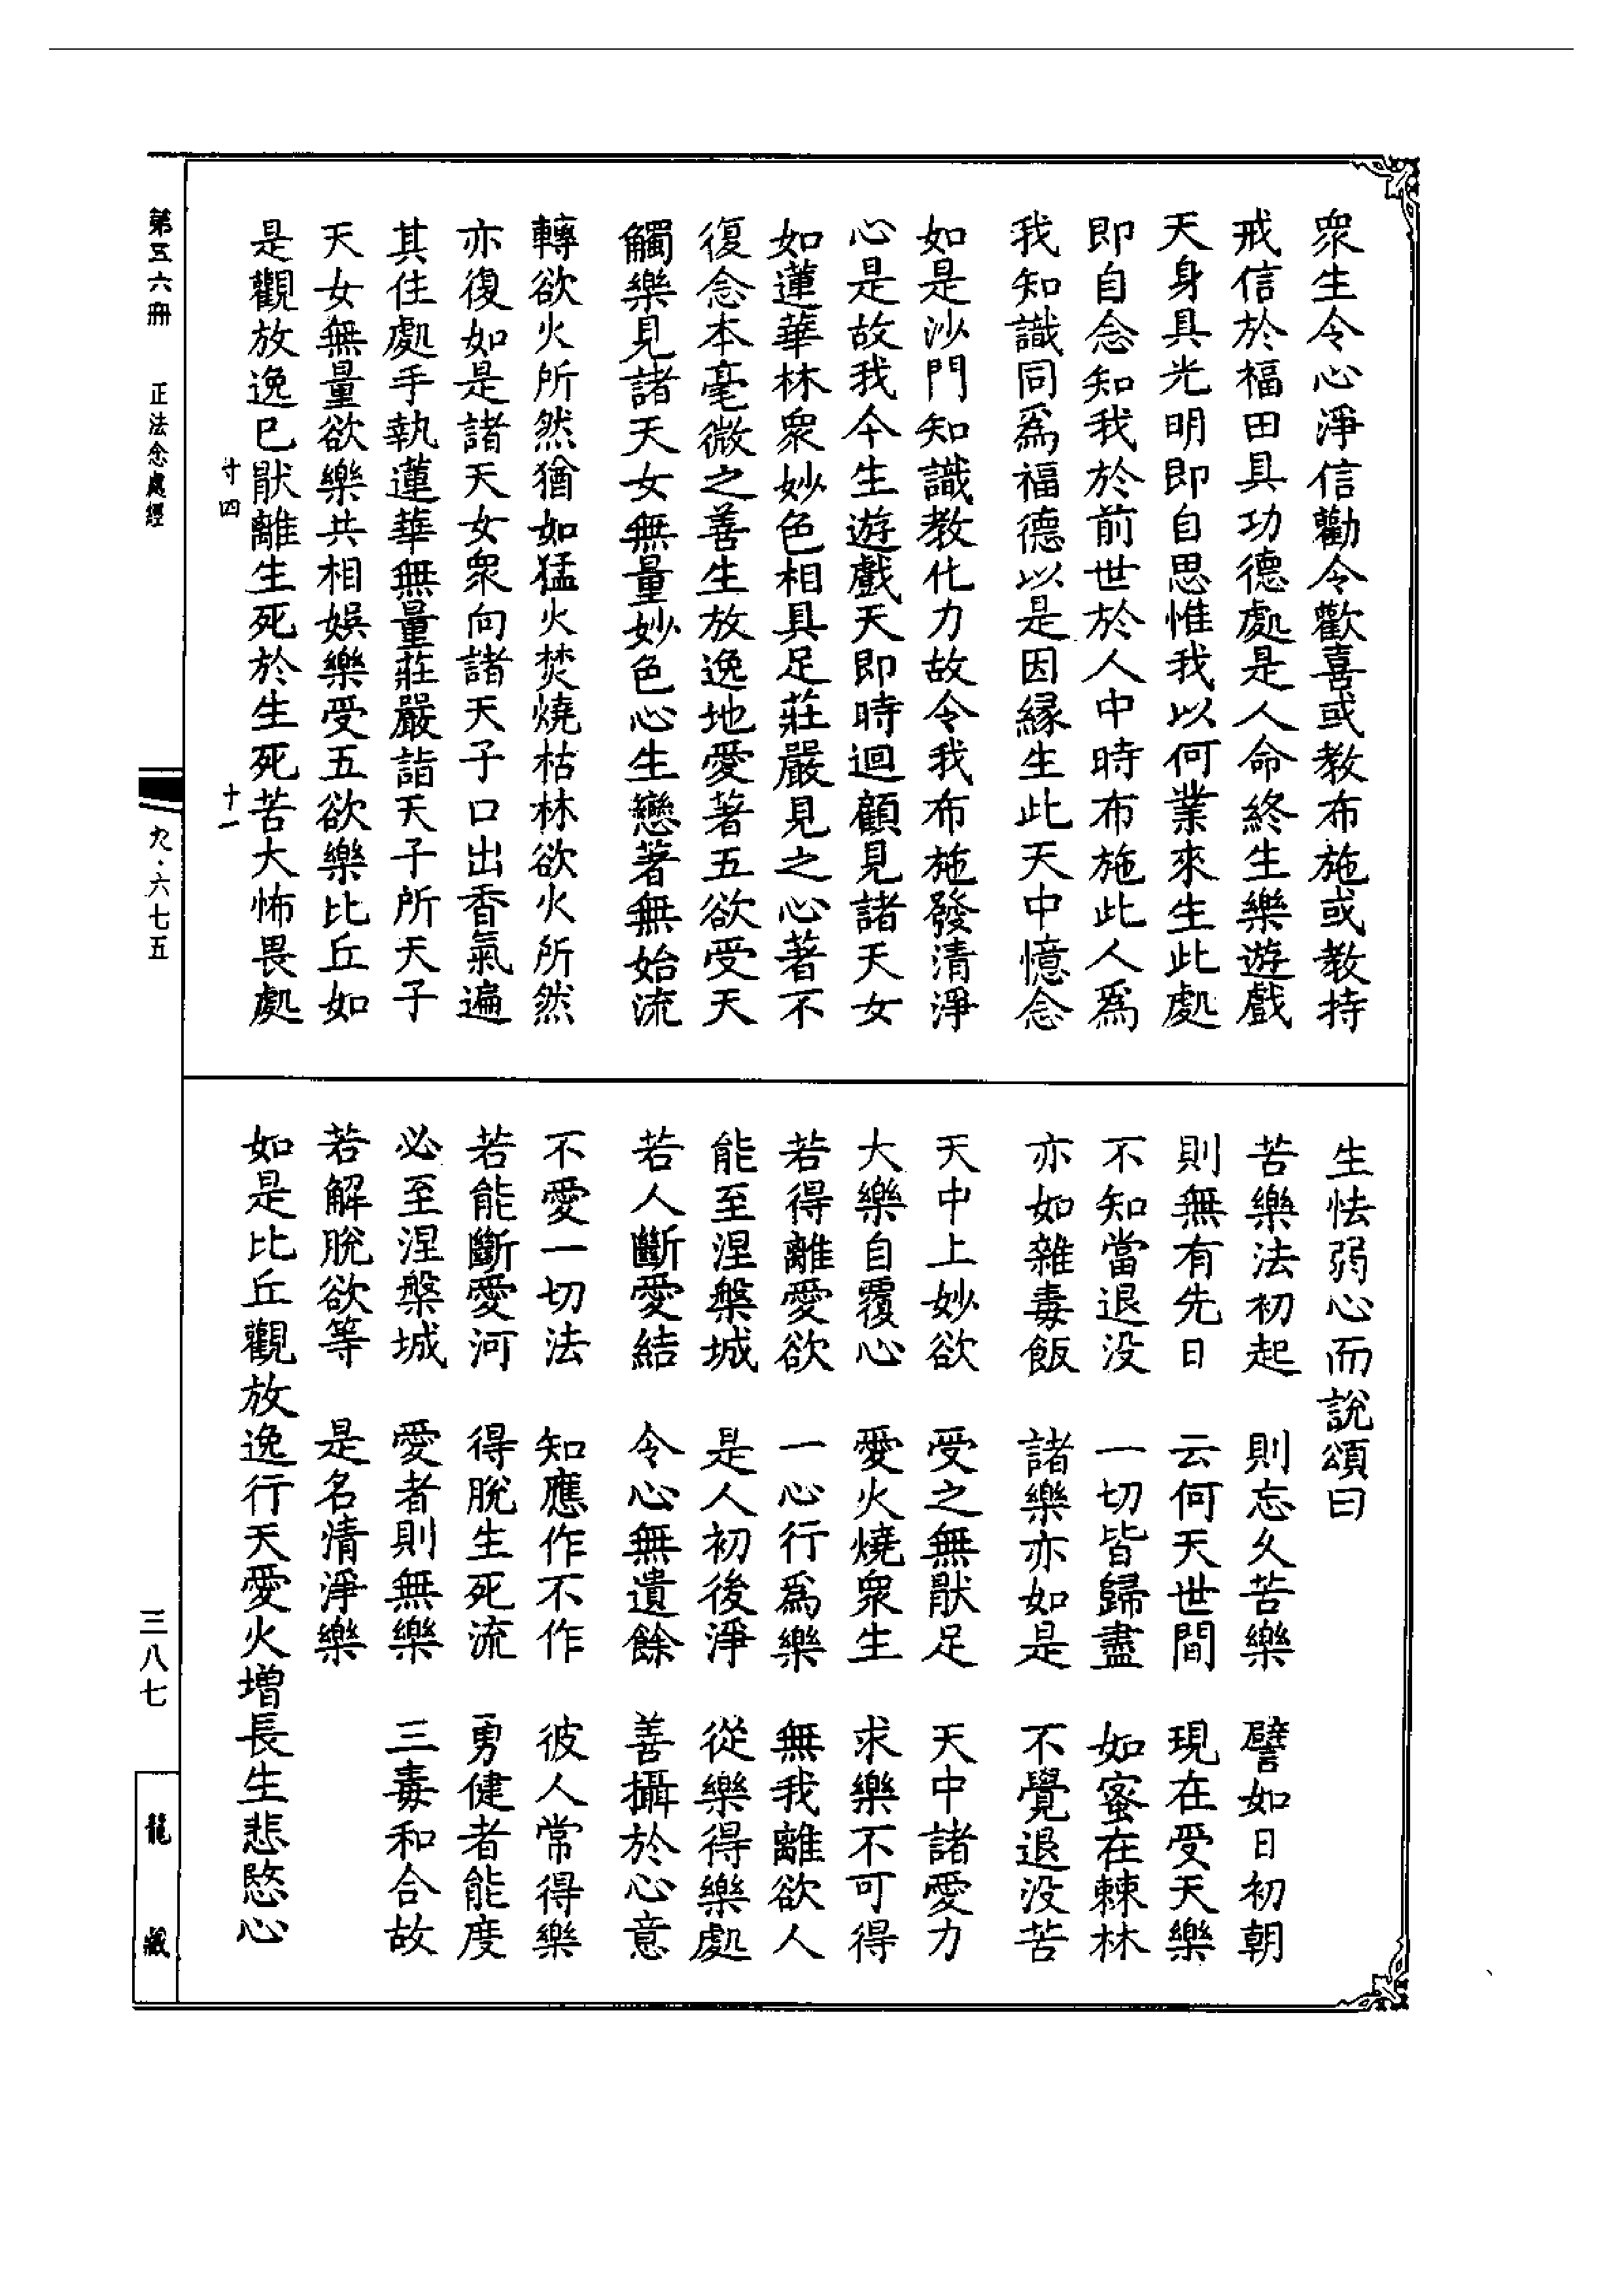 衆生令心淨信勸令歡喜或教布施或教持
戒信於福田具功德處是人命終生樂遊戲
天身具光明即自思惟我以何業來生此處
即自念知我於前世於人中時布施此人爲
我知識同爲福德以是因緣生此天中憶念
如是沙門知識教化力故令我布施發清淨
心是故我今生遊戲天即時迴顧見諸天女
如蓮華林衆妙色相具足莊嚴見之心著不
復念本毫微之善生放逸地愛著五欲受天
觸樂見諸天女無量妙色心生戀著無始流
轉欲火所然猶如猛火焚燒枯林欲火所然
亦復如是諸天女衆向諸天子口出香氣遍
其住處手執蓮華無量莊嚴詣天子所天子
天女無量欲樂共相娛樂受五欲樂比丘如
是觀放逸已猒離生死於生死苦大怖畏處
寸四 十一
生怯弱心而說頌曰
苦樂法初起 則忘久苦樂 譬如日初朝
則無有先日 云何天世間 現在受天樂
不知當退没 一切皆歸盡 如蜜在棘林
亦如雜毒飯 諸樂亦如是 不覺退没苦
天中上妙欲 受之無猒足 天中諸愛力
大樂自覆心 愛火燒衆生 求樂不可得
若得離愛欲 一心行爲樂 無我離欲人
能至涅槃城 是人初後淨 從樂得樂處
若人斷愛結 令心無遺餘 善攝於心意
不愛一切法 知應作不作 彼人常得樂
若能斷愛河 得脫生死流 勇健者能度
必至涅槃城 愛者則無樂 三毒和合故
若解脫欲等 是名清淨樂
如是比丘觀放逸行天愛火增長生悲愍心
第五六冊 正法念處經 九·六七五
三八七 龍藏